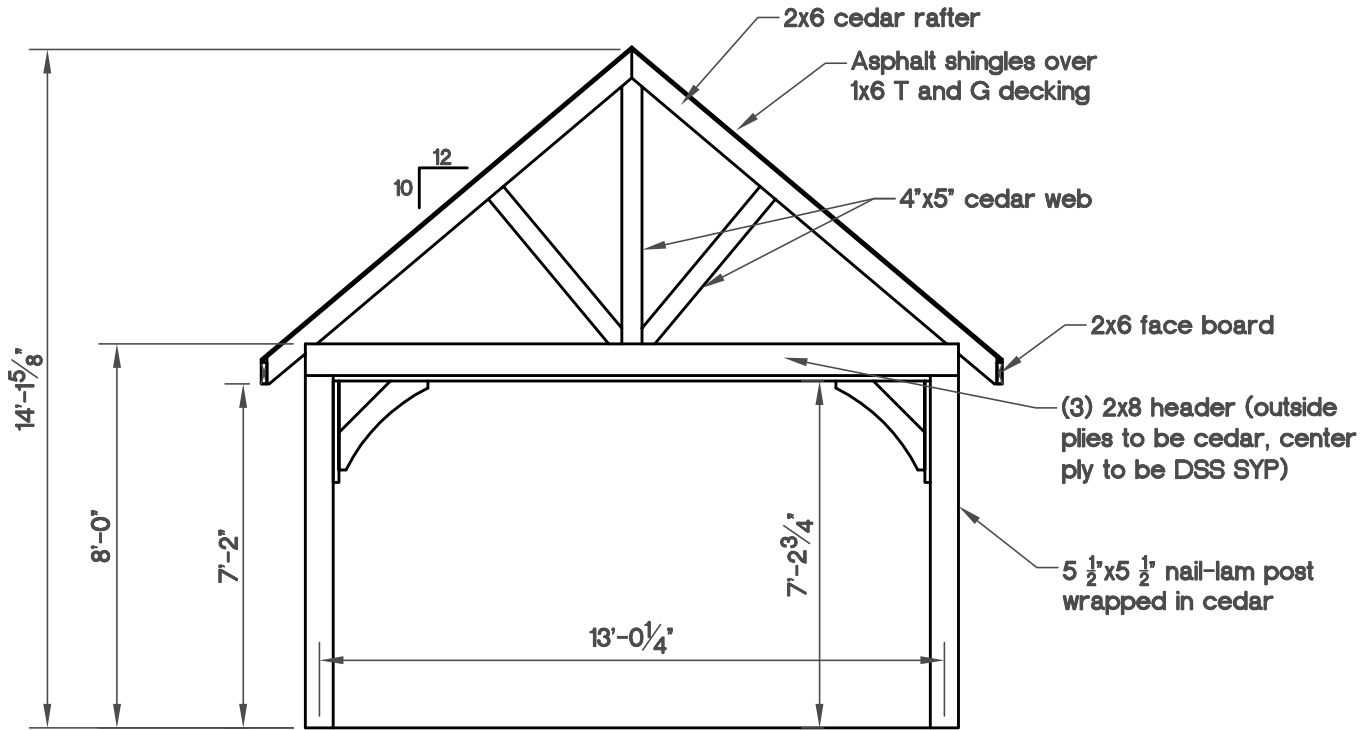 2x6 cedar rafter
Asphalt shingles over
1x6 T and G decking
12
10
4"x5" cedar web
2x6 face board
14'-1 5/8"
8'-0"
7'-2"
7'-2 3/4"
13'-0 1/4"
(3) 2x8 header (outside
plies to be cedar, center
ply to be DSS SYP)
5 1/2"x5 1/2" nail-lam post
wrapped in cedar